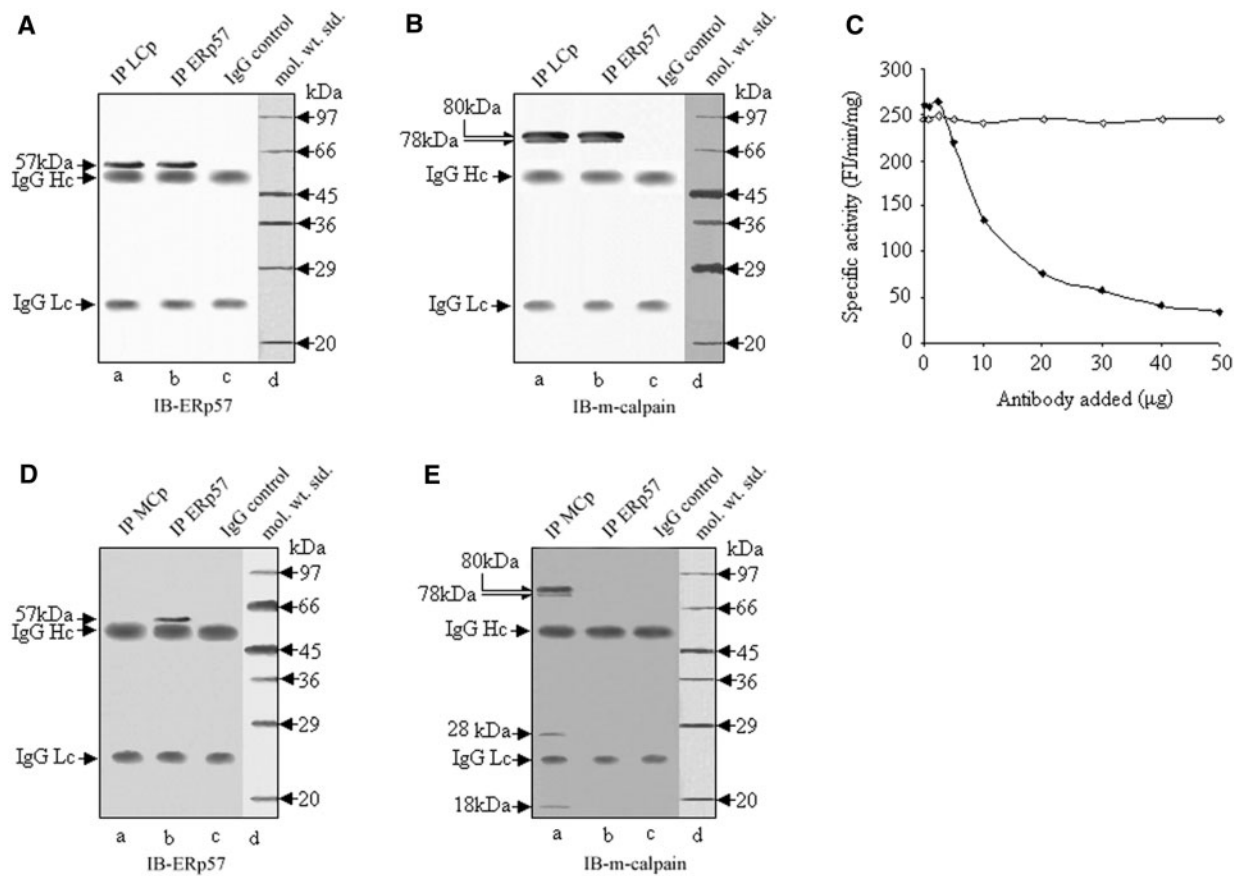 A
IP LCp
IP ERp57
IgG control
mol. wt. std.
kDa
97
66
57kDa
IgG Hc
45
36
29
IgG Lc
20
a b c d
IB-ERp57
B
IP LCp
IP ERp57
IgG control
mol. wt. std.
kDa
80kDa
97
78kDa
66
IgG Hc
45
36
29
IgG Lc
20
a b c d
IB-m-calpain
C
300
250
200
150
100
50
0
Specific activity (FI/min/mg)
0 10 20 30 40 50
Antibody added (μg)
D
IP MCp
IP ERp57
IgG control
mol. wt. std.
kDa
97
66
57kDa
IgG Hc
45
36
29
IgG Lc
20
a b c d
IB-ERp57
E
IP MCp
IP ERp57
IgG control
mol. wt. std.
kDa
80kDa
97
78kDa
66
IgG Hc
45
36
28 kDa
29
IgG Lc
18kDa
20
a b c d
IB-m-calpain